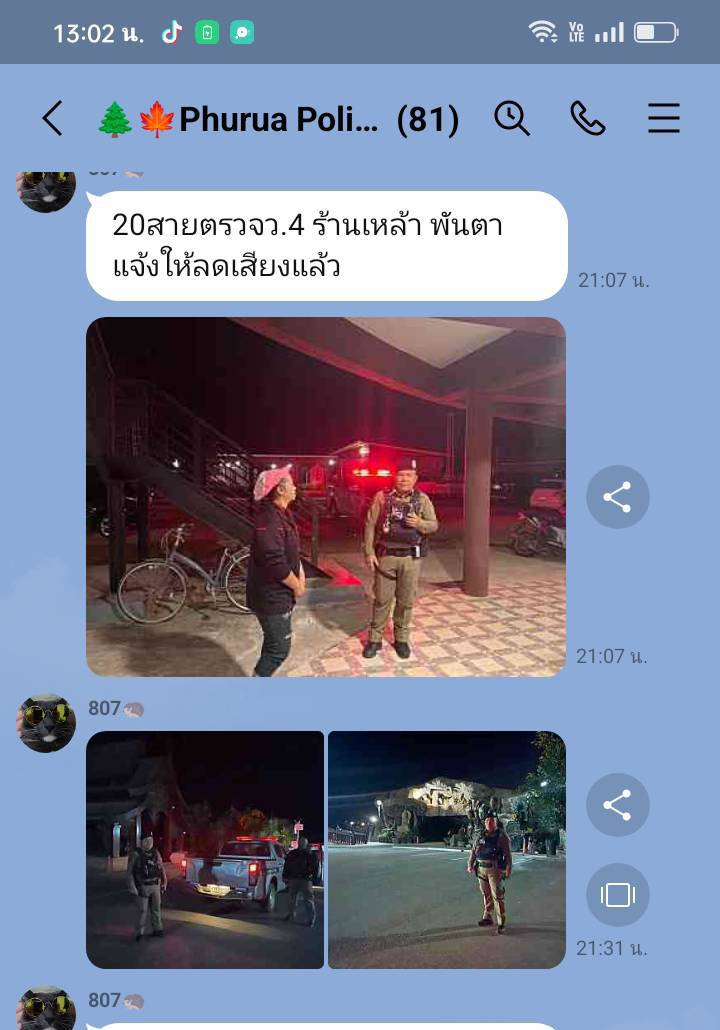 13:02 น.
Vo LTE
Phurua Poli... (81)
20สายตรวจว.4 ร้านเหล้า พันตา
แจ้งให้ลดเสียงแล้ว
21:07 น.
21:07 น.
807
21:31 น.
807